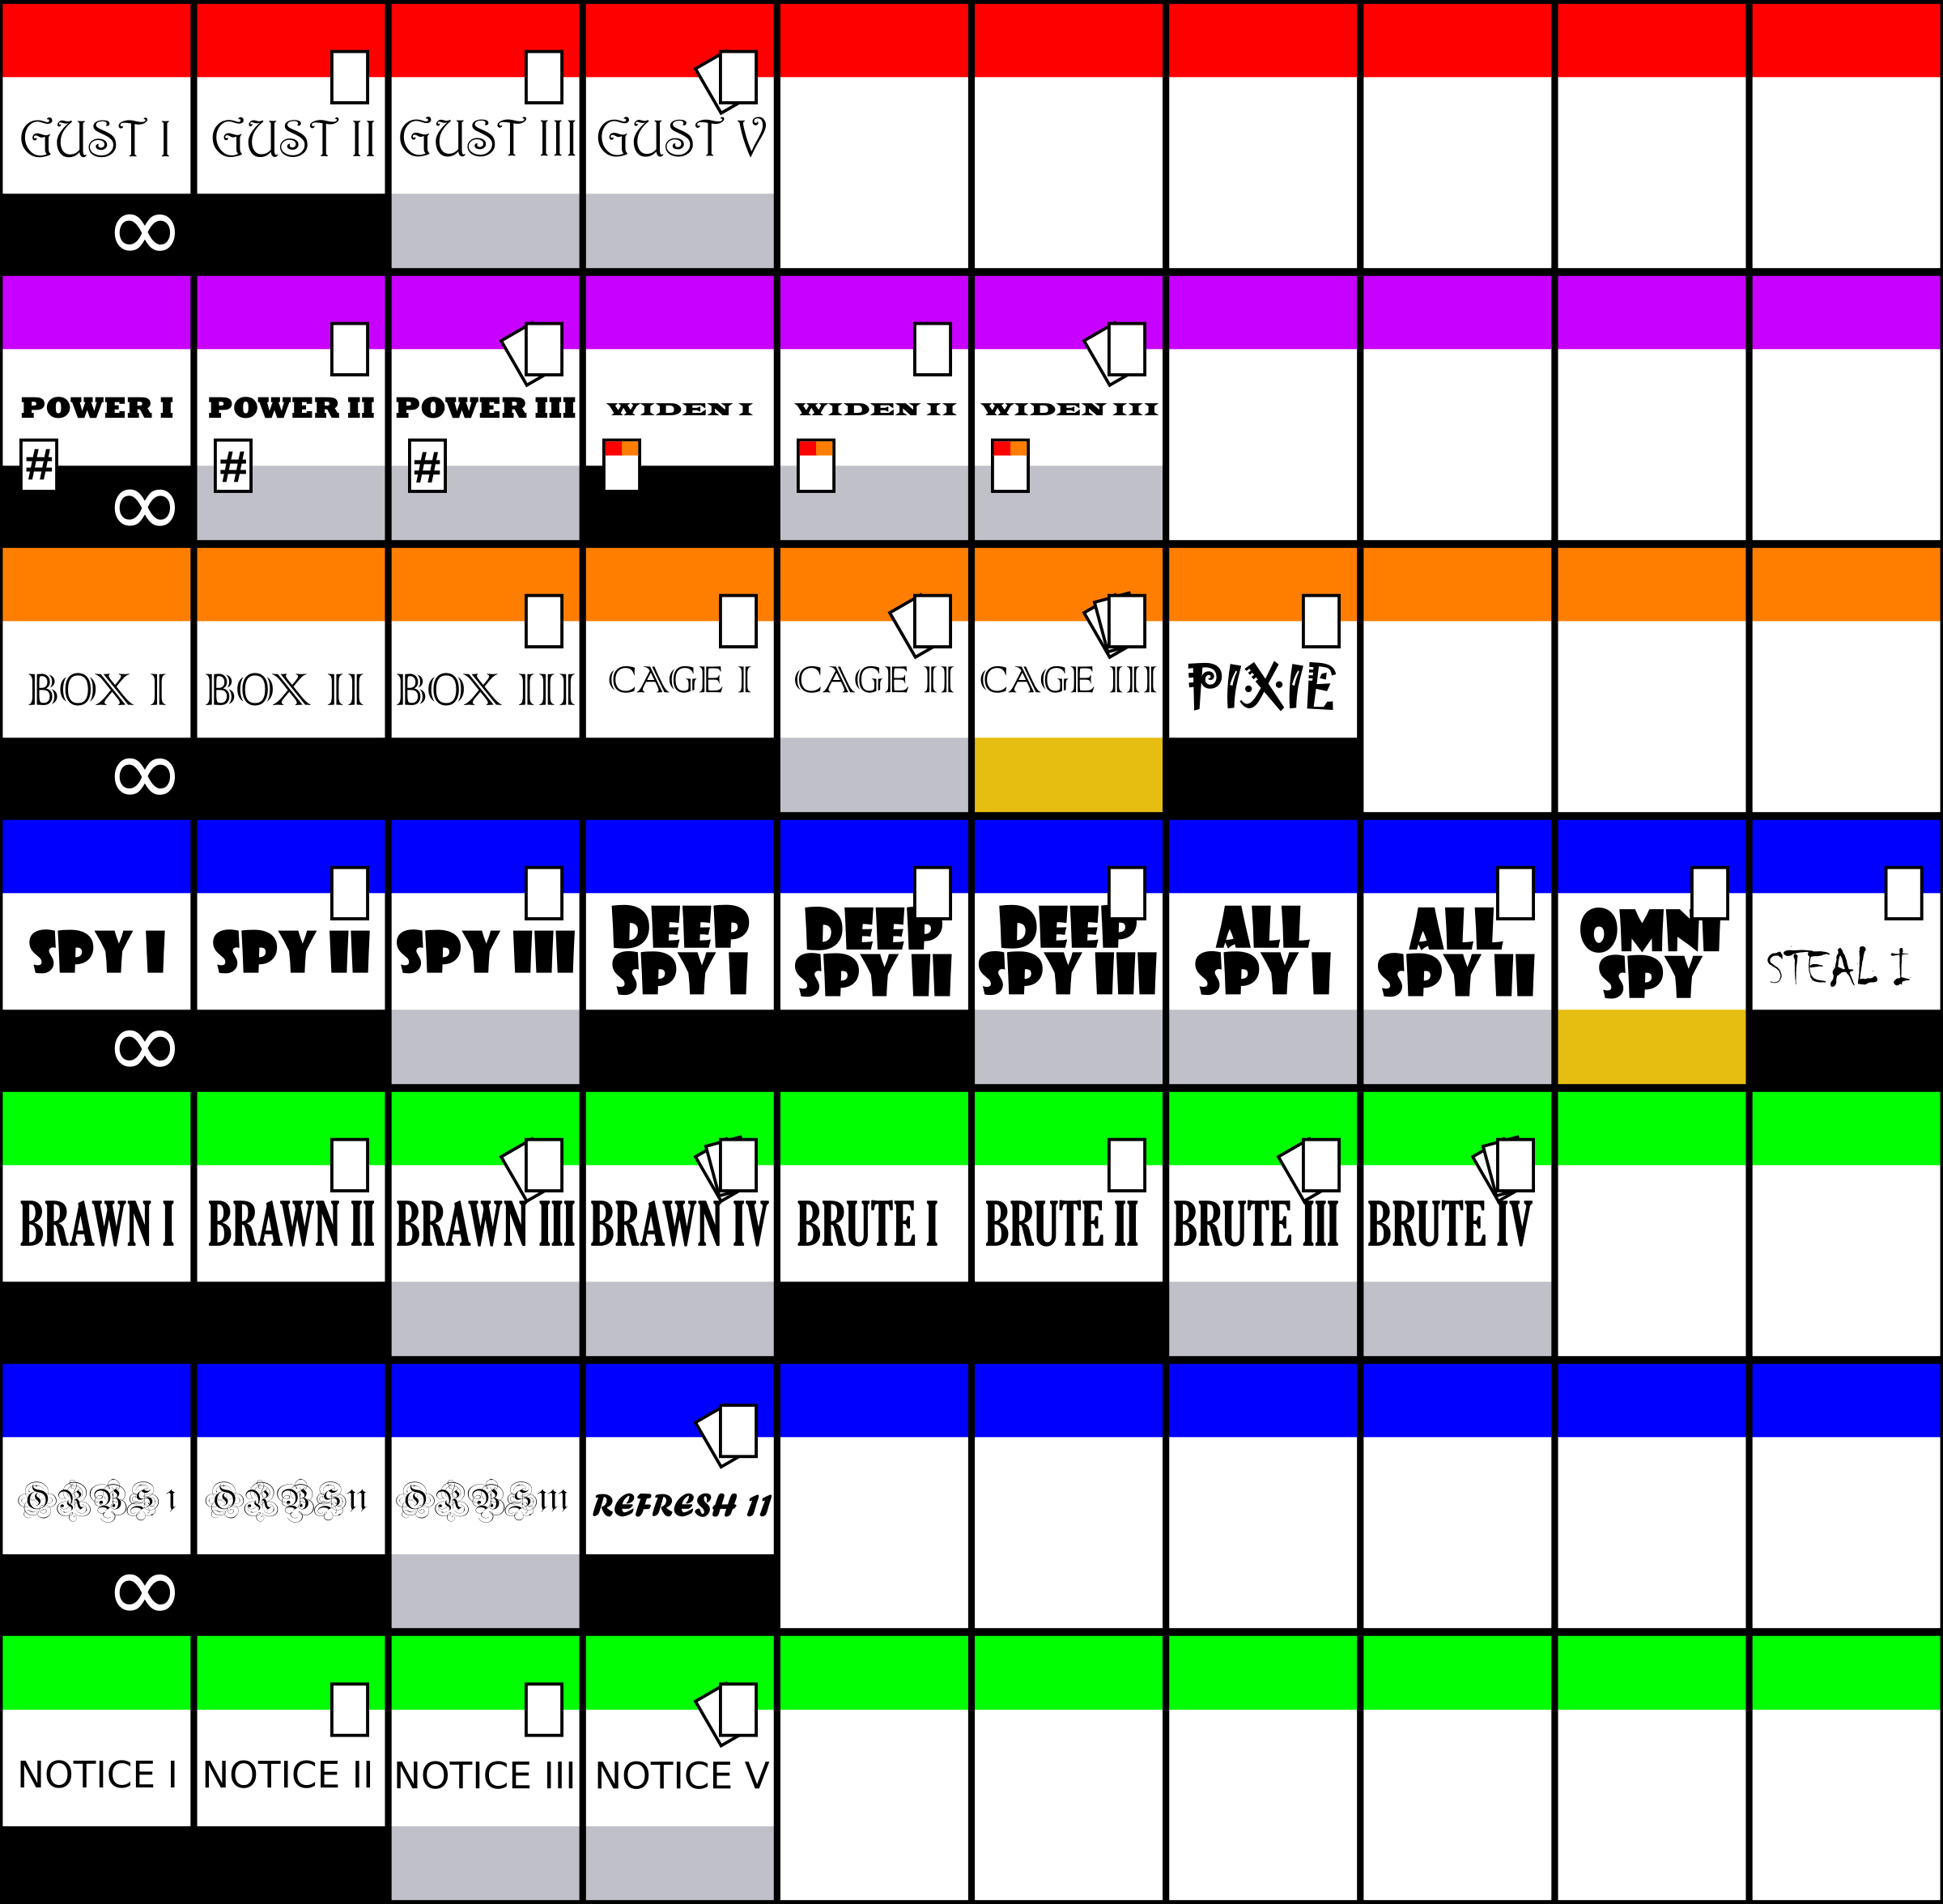 GUST I
GUST II
GUST III
GUST V
∞
POWER I
POWER II
POWER III
WIDEN I
WIDEN II
WIDEN III
#
#
#
∞
BOX I
BOX II
BOX III
CAGE I
CAGE II
CAGE III
PIXIE
∞
SPY I
SPY II
SPY III
DEEP
SPY I
DEEP
SPY II
DEEP
SPY III
ALL
SPY I
ALL
SPY II
OMNI
SPY
STEAL I
∞
BRAWN I
BRAWN II
BRAWN III
BRAWN IV
BRUTE I
BRUTE II
BRUTE III
BRUTE IV
ORBS I
ORBS II
ORBS III
REFRESH II
∞
NOTICE I
NOTICE II
NOTICE III
NOTICE V